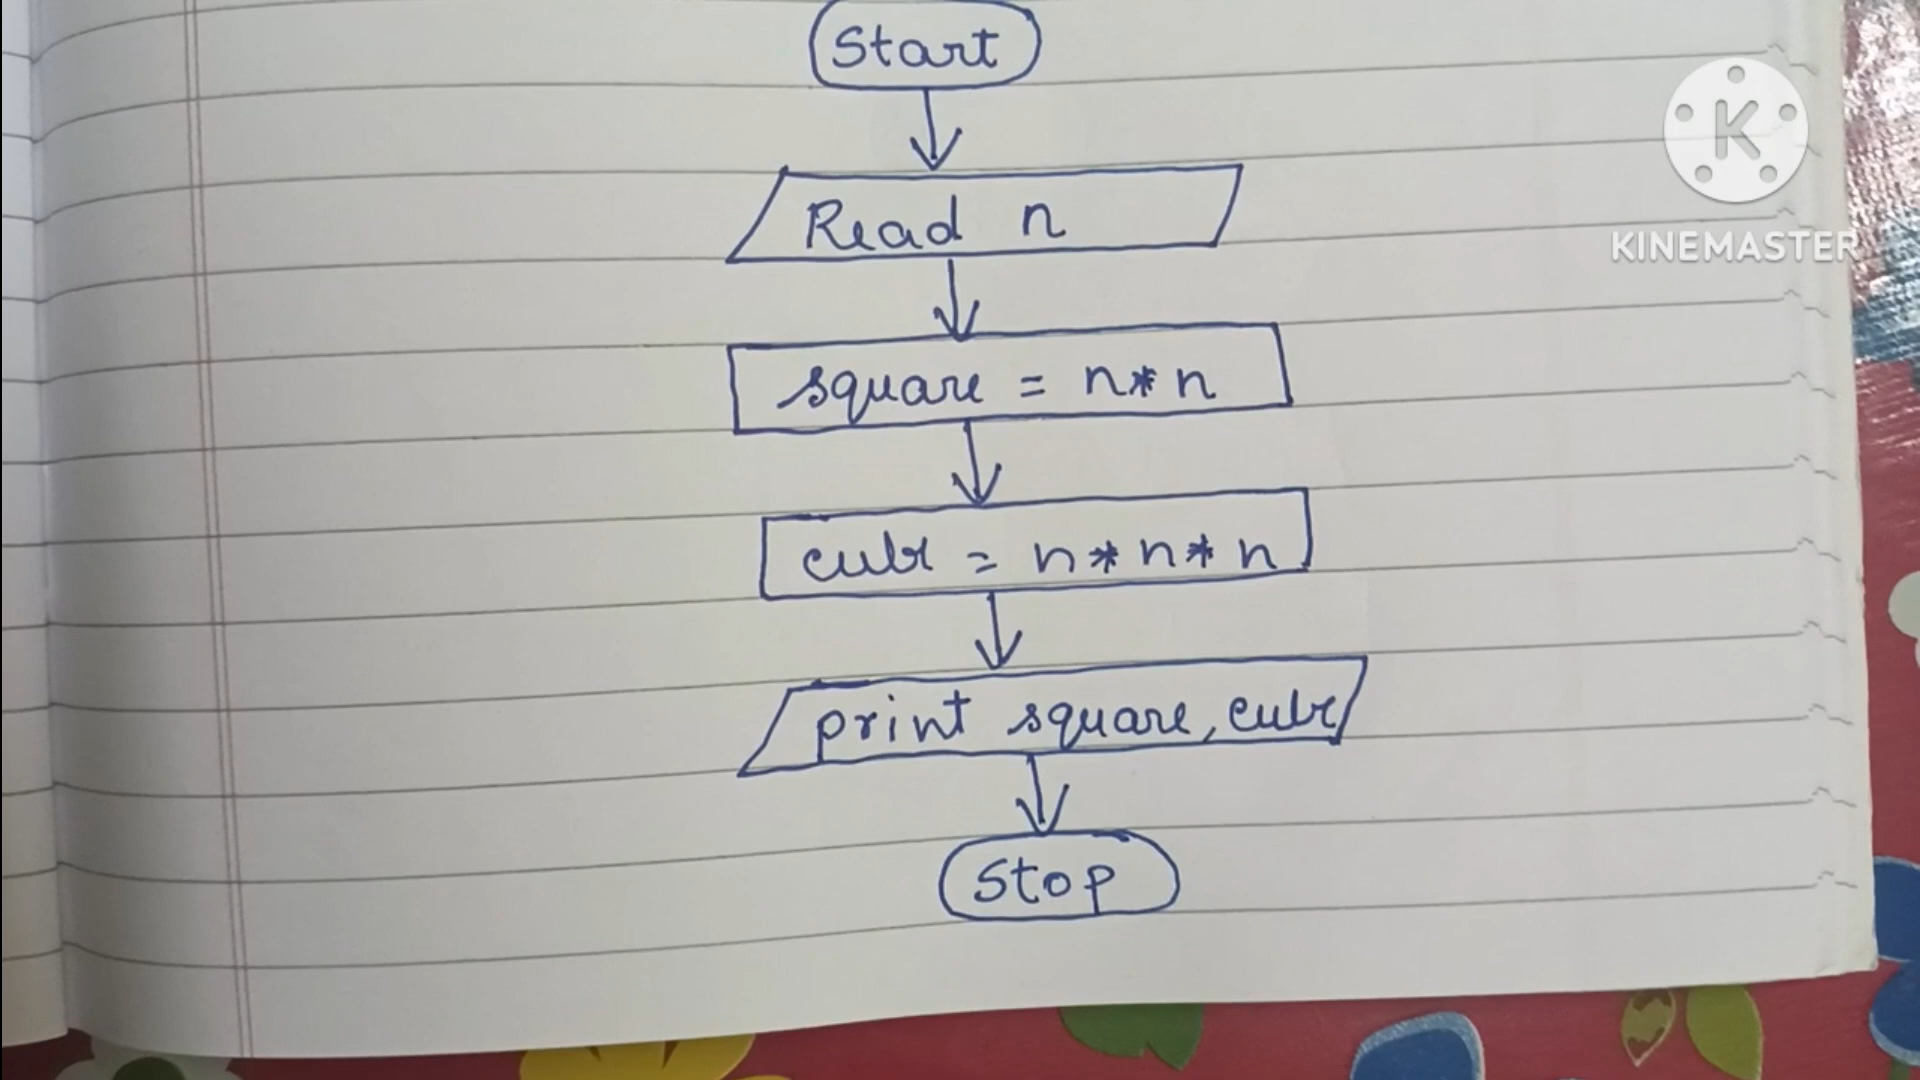 Start
K
Read n
KINEMASTER
square = n*n
cube = n*n*n
print square, cube
Stop